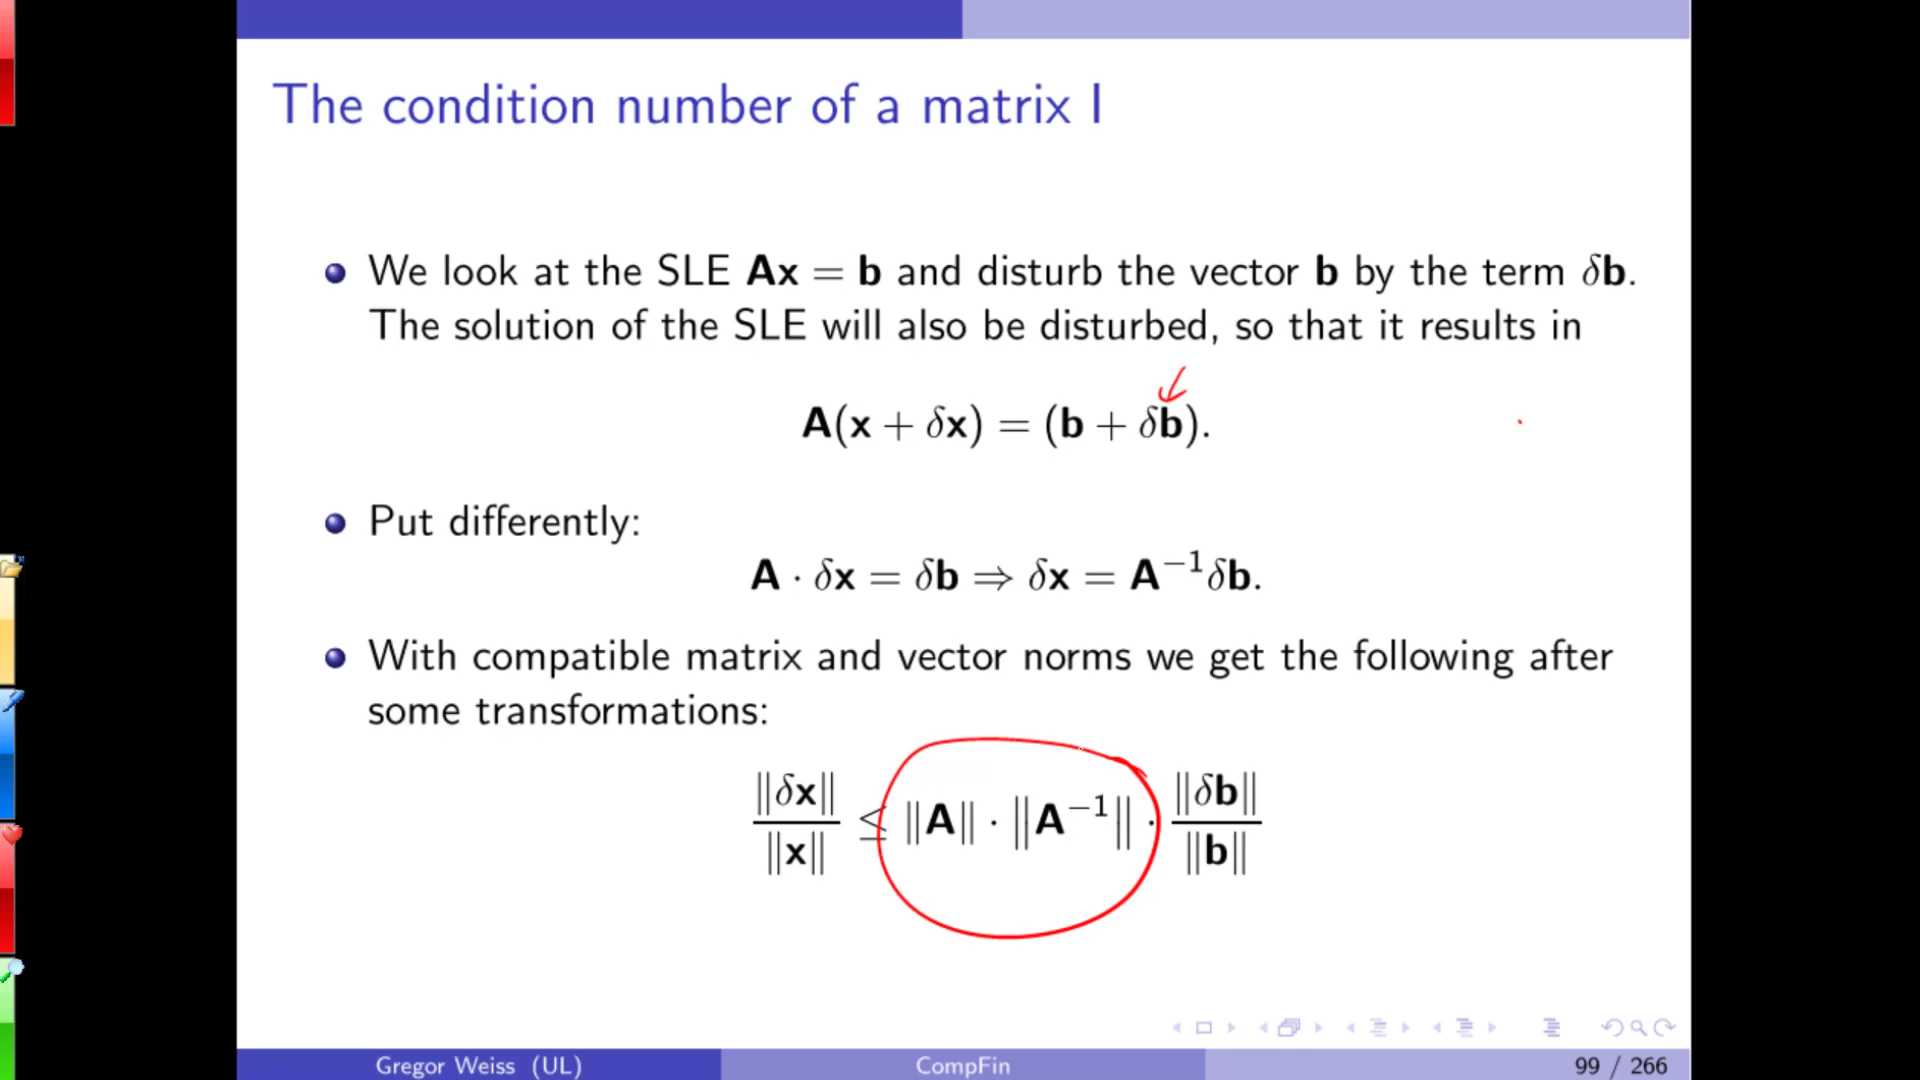 The condition number of a matrix I
We look at the SLE Ax = b and disturb the vector b by the term δb.
The solution of the SLE will also be disturbed, so that it results in
A(x + δx) = (b + δb).
Put differently:
A · δx = δb ⇒ δx = A⁻¹δb.
With compatible matrix and vector norms we get the following after
some transformations:
‖δx‖/‖x‖ ≤ ‖A‖ · ‖A⁻¹‖ · ‖δb‖/‖b‖
Gregor Weiss (UL) CompFin 99 / 266